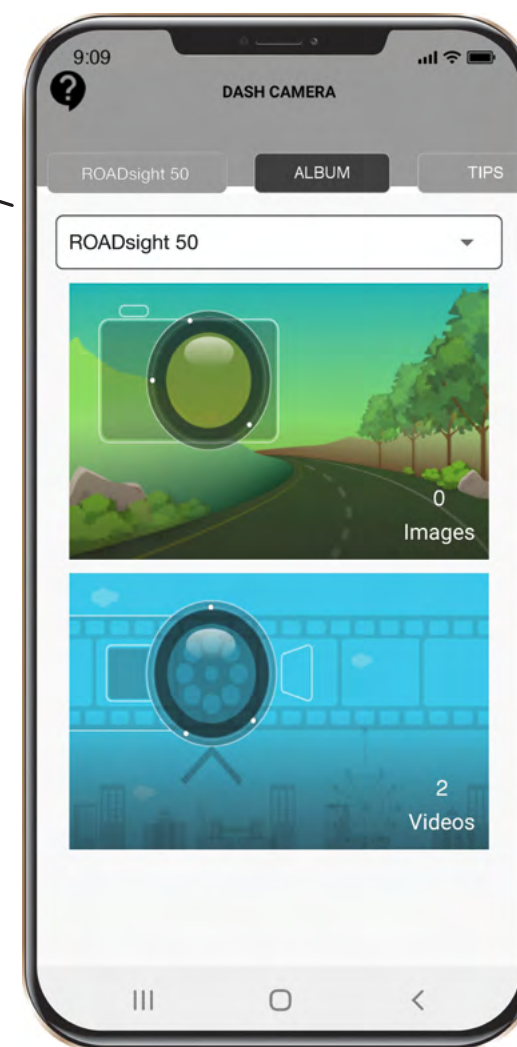 9:09
DASH CAMERA
ROADsight 50
ALBUM
TIPS
ROADsight 50
0
Images
2
Videos